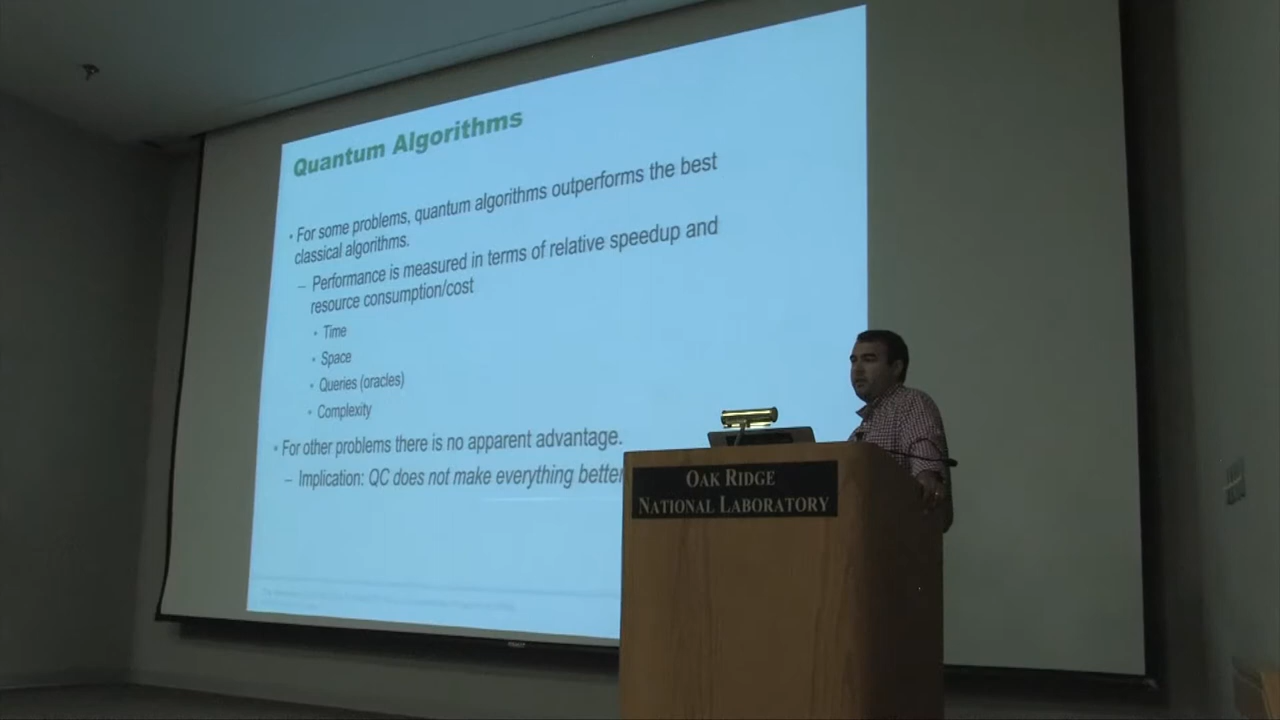 Quantum Algorithms
• For some problems, quantum algorithms outperforms the best
classical algorithms.
– Performance is measured in terms of relative speedup and
resource consumption/cost
• Time
• Space
• Queries (oracles)
• Complexity
• For other problems there is no apparent advantage.
– Implication: QC does not make everything better
OAK RIDGE
NATIONAL LABORATORY